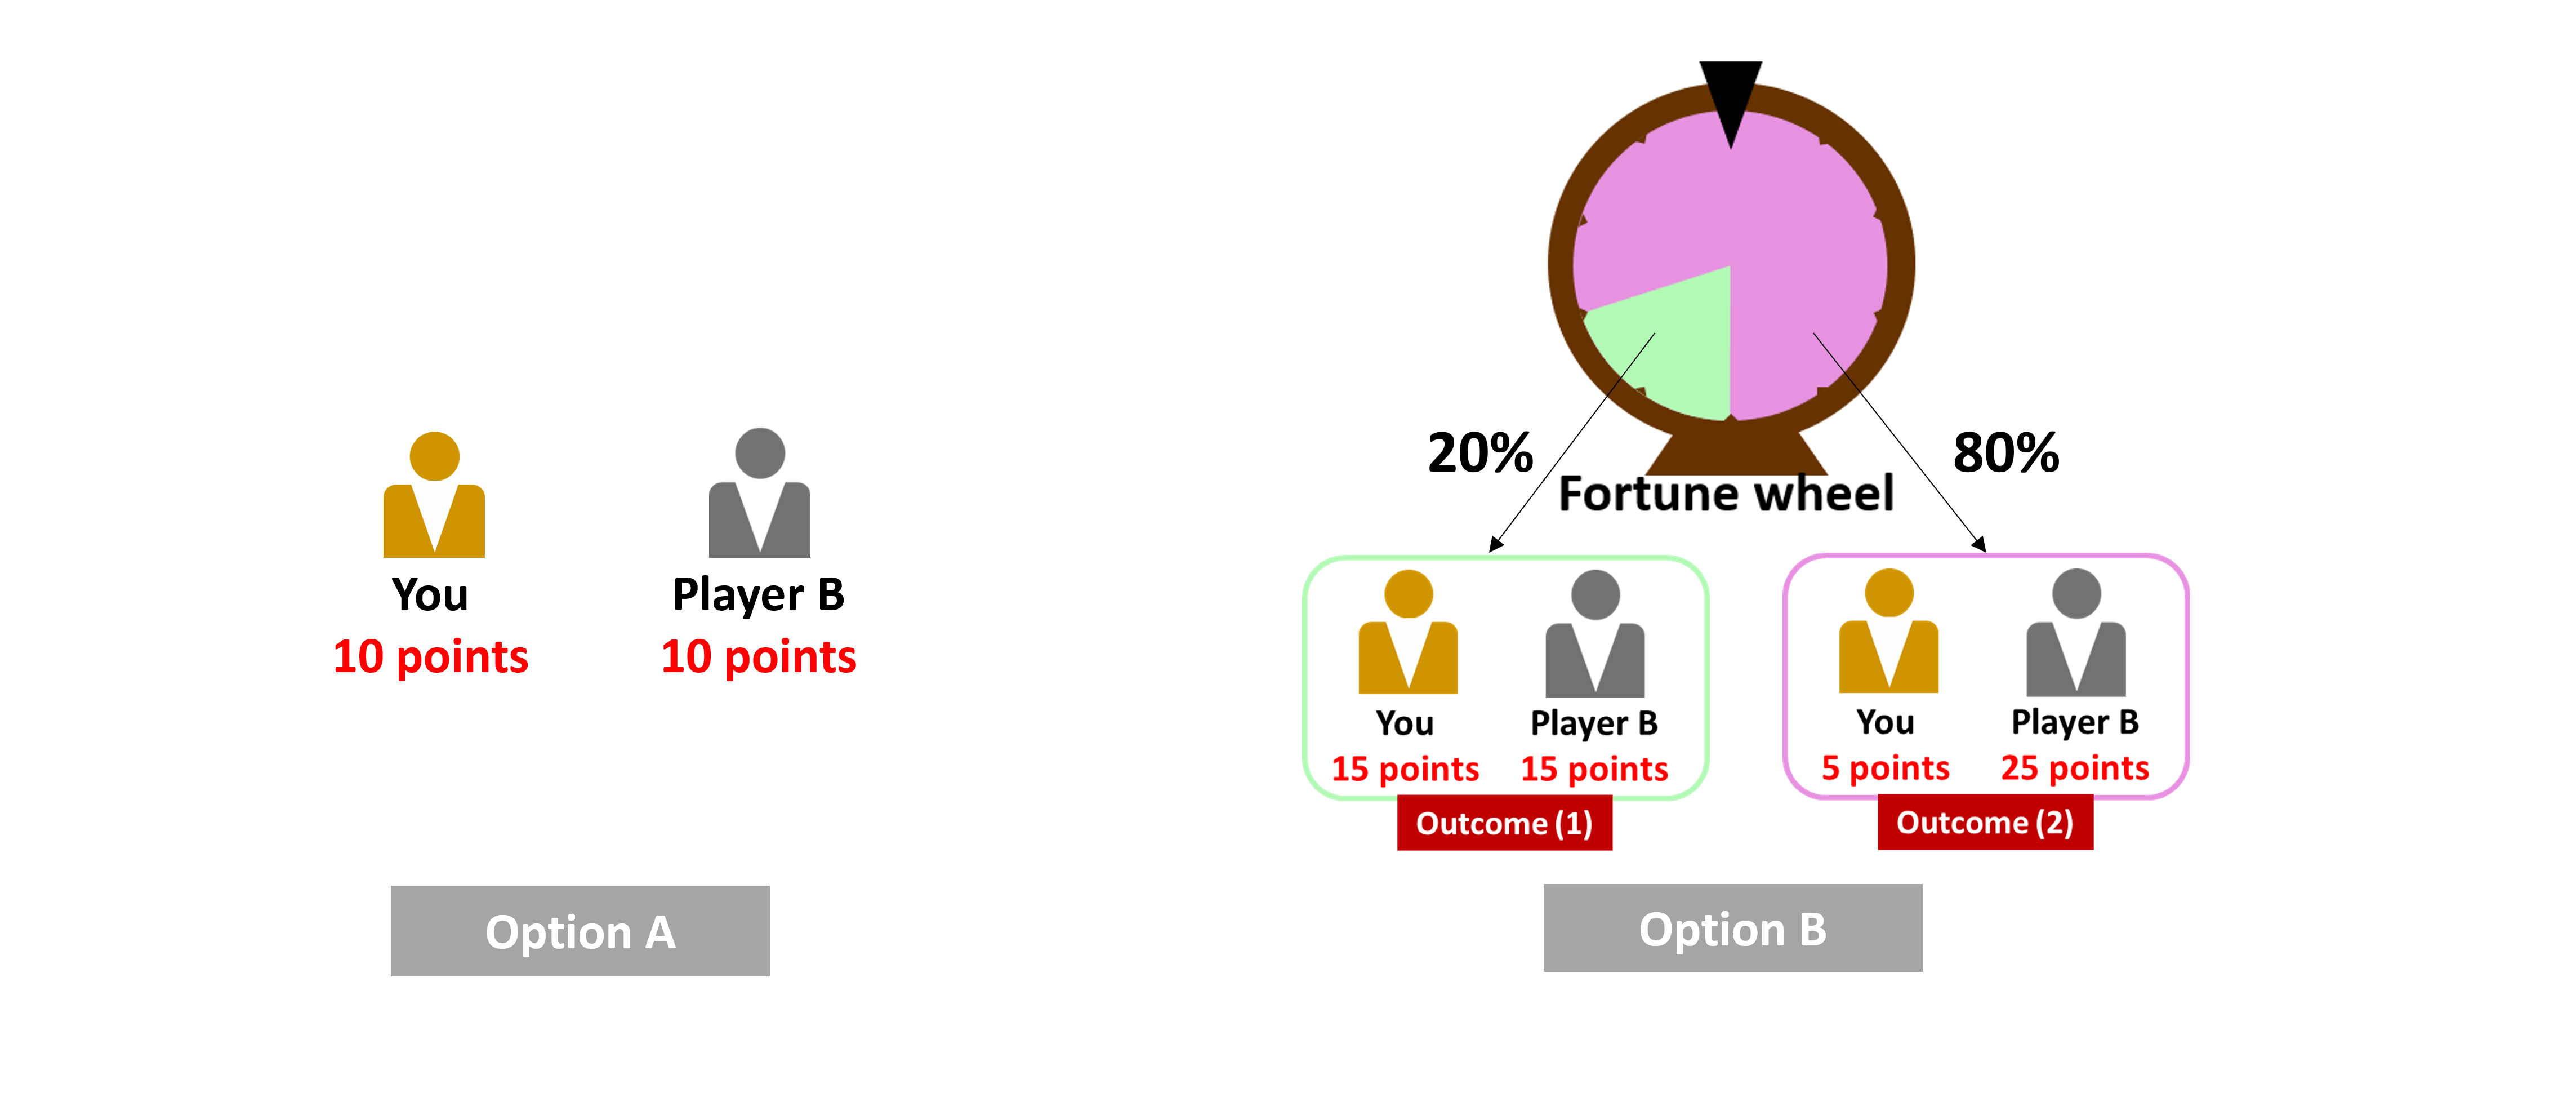 You
10 points
Player B
10 points
Option A
20%
80%
Fortune wheel
You
15 points
Player B
15 points
Outcome (1)
You
5 points
Player B
25 points
Outcome (2)
Option B